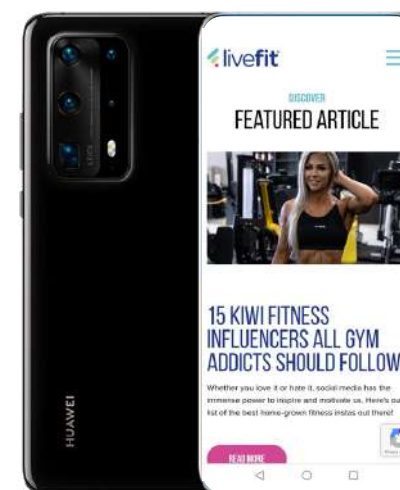 HUAWEI
LEICA
livefit
DISCOVER
FEATURED ARTICLE
15 KIWI FITNESS
INFLUENCERS ALL GYM
ADDICTS SHOULD FOLLOW
Whether you love it or hate it, social media has the
immense power to inspire and motivate us. Here's ou
list of the best home-grown fitness instas out there!
READ MORE